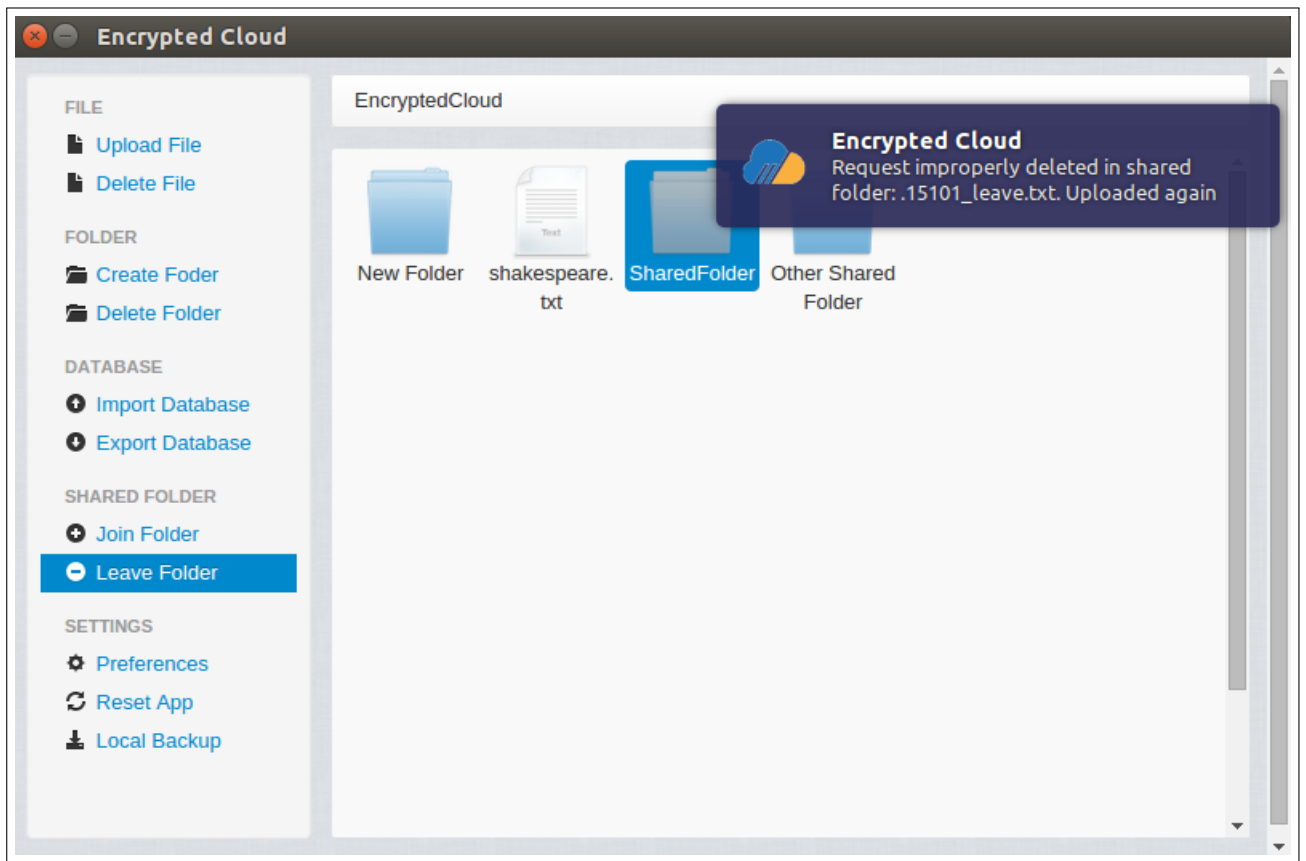 Encrypted Cloud
FILE
Upload File
Delete File
FOLDER
Create Foder
Delete Folder
DATABASE
Import Database
Export Database
SHARED FOLDER
Join Folder
Leave Folder
SETTINGS
Preferences
Reset App
Local Backup
EncryptedCloud
Encrypted Cloud
Request improperly deleted in shared
folder: .15101_leave.txt. Uploaded again
Text
New Folder
shakespeare.
txt
SharedFolder
Other Shared
Folder